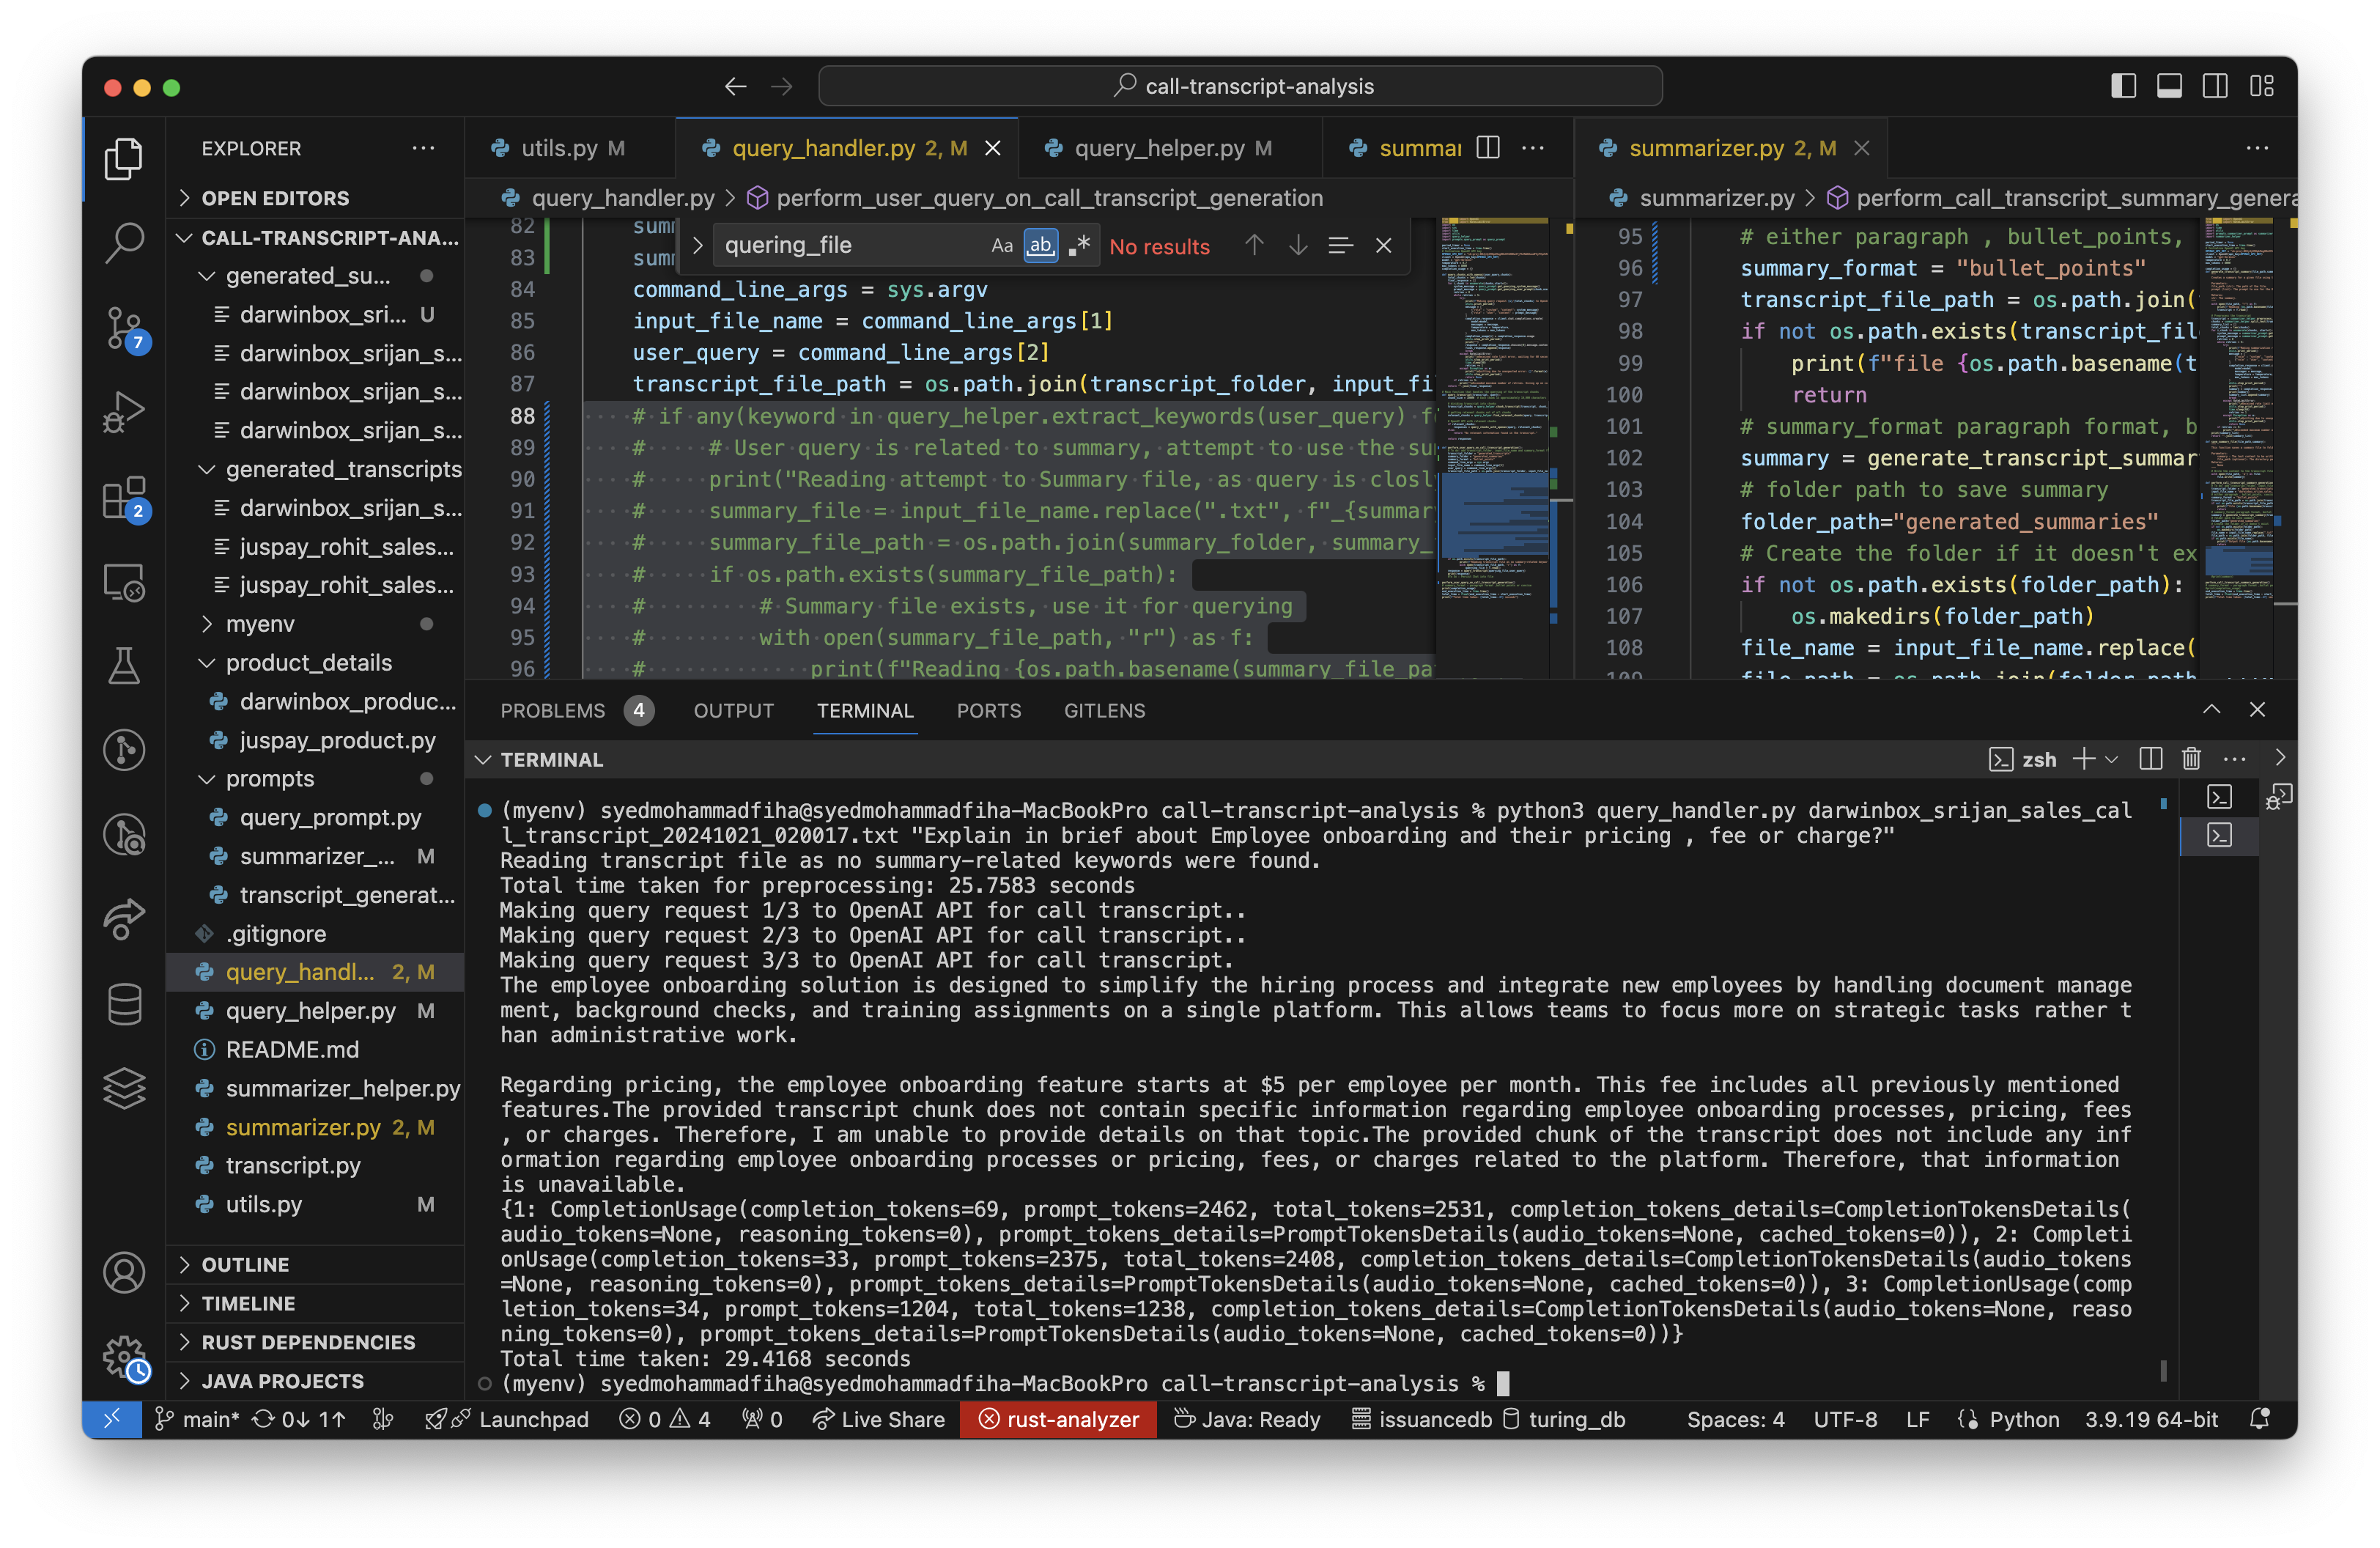 call-transcript-analysis
EXPLORER
OPEN EDITORS
CALL-TRANSCRIPT-ANA...
generated_su...
darwinbox_sri... U
darwinbox_srijan_s...
darwinbox_srijan_s...
darwinbox_srijan_s...
generated_transcripts
darwinbox_srijan_s...
juspay_rohit_sales...
juspay_rohit_sales...
myenv
product_details
darwinbox_produc...
juspay_product.py
prompts
query_prompt.py
summarizer_... M
transcript_generat...
.gitignore
query_handl... 2, M
query_helper.py M
README.md
summarizer_helper.py
summarizer.py 2, M
transcript.py
utils.py M
OUTLINE
TIMELINE
RUST DEPENDENCIES
JAVA PROJECTS
7
2
utils.py M
query_handler.py 2, M
query_helper.py M
summar
query_handler.py > perform_user_query_on_call_transcript_generation
quering_file
Aa ab .*
No results
82 summ
83 summ
84 command_line_args = sys.argv
85 input_file_name = command_line_args[1]
86 user_query = command_line_args[2]
87 transcript_file_path = os.path.join(transcript_folder, input_fi
88 # if any(keyword in query_helper.extract_keywords(user_query) f
89 # # User query is related to summary, attempt to use the su
90 # print("Reading attempt to Summary file, as query is closl
91 # summary_file = input_file_name.replace(".txt", f"_{summar
92 # summary_file_path = os.path.join(summary_folder, summary_
93 # if os.path.exists(summary_file_path):
94 # # Summary file exists, use it for querying
95 # with open(summary_file_path, "r") as f:
96 # print(f"Reading {os.path.basename(summary_file_pa
summarizer.py 2, M
summarizer.py > perform_call_transcript_summary_genera
95 # either paragraph , bullet_points,
96 summary_format = "bullet_points"
97 transcript_file_path = os.path.join(
98 if not os.path.exists(transcript_fil
99 print(f"file {os.path.basename(t
100 return
101 # summary_format paragraph format, b
102 summary = generate_transcript_summar
103 # folder path to save summary
104 folder_path="generated_summaries"
105 # Create the folder if it doesn't ex
106 if not os.path.exists(folder_path):
107 os.makedirs(folder_path)
108 file_name = input_file_name.replace(
109 file_path = os.path.join(folder_path
PROBLEMS 4 OUTPUT TERMINAL PORTS GITLENS
TERMINAL
zsh
(myenv) syedmohammadfiha@syedmohammadfiha-MacBookPro call-transcript-analysis % python3 query_handler.py darwinbox_srijan_sales_cal
l_transcript_20241021_020017.txt "Explain in brief about Employee onboarding and their pricing , fee or charge?"
Reading transcript file as no summary-related keywords were found.
Total time taken for preprocessing: 25.7583 seconds
Making query request 1/3 to OpenAI API for call transcript..
Making query request 2/3 to OpenAI API for call transcript..
Making query request 3/3 to OpenAI API for call transcript.
The employee onboarding solution is designed to simplify the hiring process and integrate new employees by handling document manage
ment, background checks, and training assignments on a single platform. This allows teams to focus more on strategic tasks rather t
han administrative work.
Regarding pricing, the employee onboarding feature starts at $5 per employee per month. This fee includes all previously mentioned
features.The provided transcript chunk does not contain specific information regarding employee onboarding processes, pricing, fees
, or charges. Therefore, I am unable to provide details on that topic.The provided chunk of the transcript does not include any inf
ormation regarding employee onboarding processes or pricing, fees, or charges related to the platform. Therefore, that information
is unavailable.
{1: CompletionUsage(completion_tokens=69, prompt_tokens=2462, total_tokens=2531, completion_tokens_details=CompletionTokensDetails(
audio_tokens=None, reasoning_tokens=0), prompt_tokens_details=PromptTokensDetails(audio_tokens=None, cached_tokens=0)), 2: Completi
onUsage(completion_tokens=33, prompt_tokens=2375, total_tokens=2408, completion_tokens_details=CompletionTokensDetails(audio_tokens
=None, reasoning_tokens=0), prompt_tokens_details=PromptTokensDetails(audio_tokens=None, cached_tokens=0)), 3: CompletionUsage(comp
letion_tokens=34, prompt_tokens=1204, total_tokens=1238, completion_tokens_details=CompletionTokensDetails(audio_tokens=None, reaso
ning_tokens=0), prompt_tokens_details=PromptTokensDetails(audio_tokens=None, cached_tokens=0))}
Total time taken: 29.4168 seconds
(myenv) syedmohammadfiha@syedmohammadfiha-MacBookPro call-transcript-analysis %
main* 0↓ 1↑ Launchpad 0 4 0 Live Share rust-analyzer Java: Ready issuancedb turing_db Spaces: 4 UTF-8 LF Python 3.9.19 64-bit